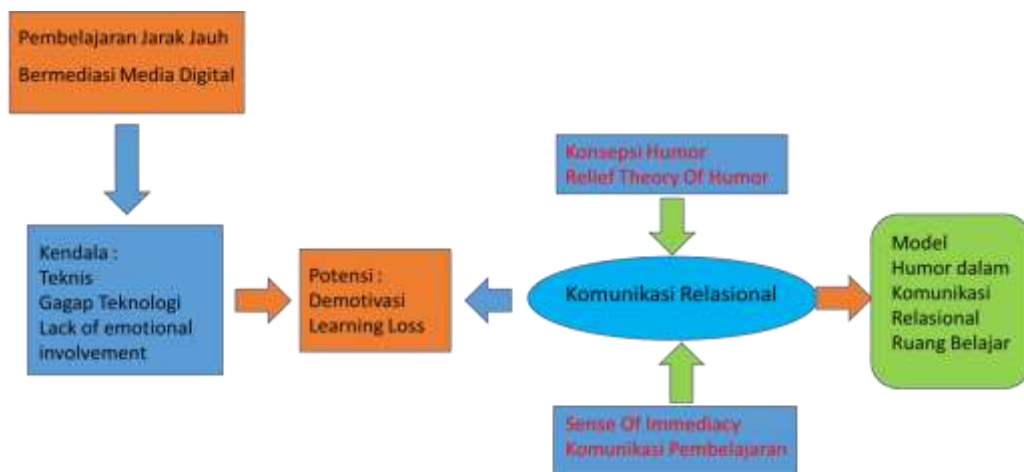 Pembelajaran Jarak Jauh
Bermediasi Media Digital
Konsepsi Humor
Relief Theory Of Humor
Kendala :
Teknis
Gagap Teknologi
Lack of emotional
involvement
Potensi :
Demotivasi
Learning Loss
Komunikasi Relasional
Model
Humor dalam
Komunikasi
Relasional
Ruang Belajar
Sense Of Immediacy
Komunikasi Pembelajaran